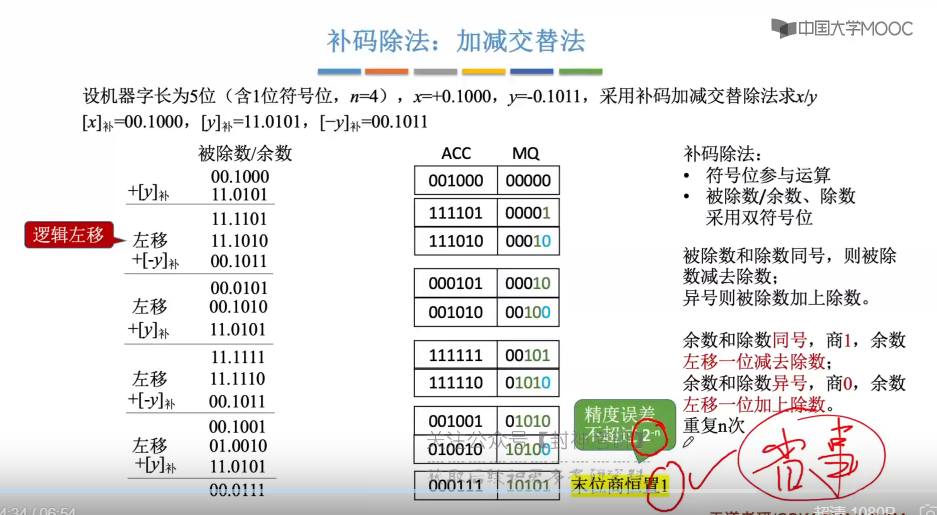 中国大学MOOC
补码除法：加减交替法
设机器字长为5位（含1位符号位，n=4），x=+0.1000，y=-0.1011，采用补码加减交替除法求x/y
[x]补=00.1000，[y]补=11.0101，[−y]补=00.1011
被除数/余数
00.1000
+[y]补 11.0101
11.1101
逻辑左移
左移 11.1010
+[-y]补 00.1011
00.0101
左移 00.1010
+[y]补 11.0101
11.1111
左移 11.1110
+[-y]补 00.1011
00.1001
左移 01.0010
+[y]补 11.0101
00.0111
ACC MQ
001000 00000
111101 00001
111010 00010
000101 00010
001010 00100
111111 00101
111110 01010
001001 01010
010010 10100
000111 10101
末位商恒置1
精度误差
不超过 2-n
补码除法：
• 符号位参与运算
• 被除数/余数、除数
采用双符号位
被除数和除数同号，则被除
数减去除数；
异号则被除数加上除数。
余数和除数同号，商1，余数
左移一位减去除数；
余数和除数异号，商0，余数
左移一位加上除数。
重复n次
省事
关注公众号
4:34 / 06:54
超清 1080P